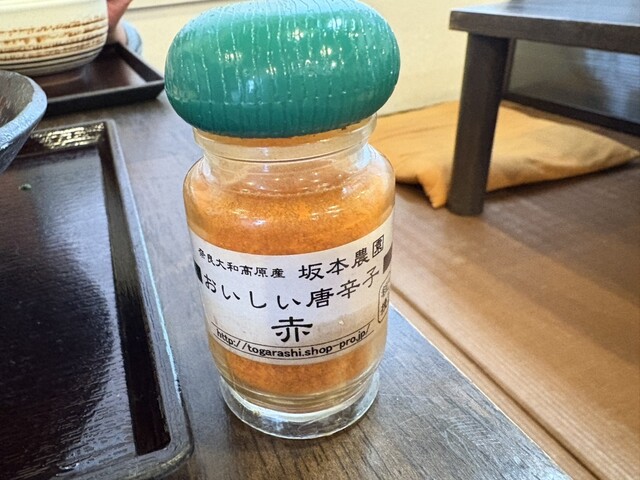 奈良大和高原産 坂本農園
おいしい唐辛子
赤
http://togarashi.shop-pro.jp/